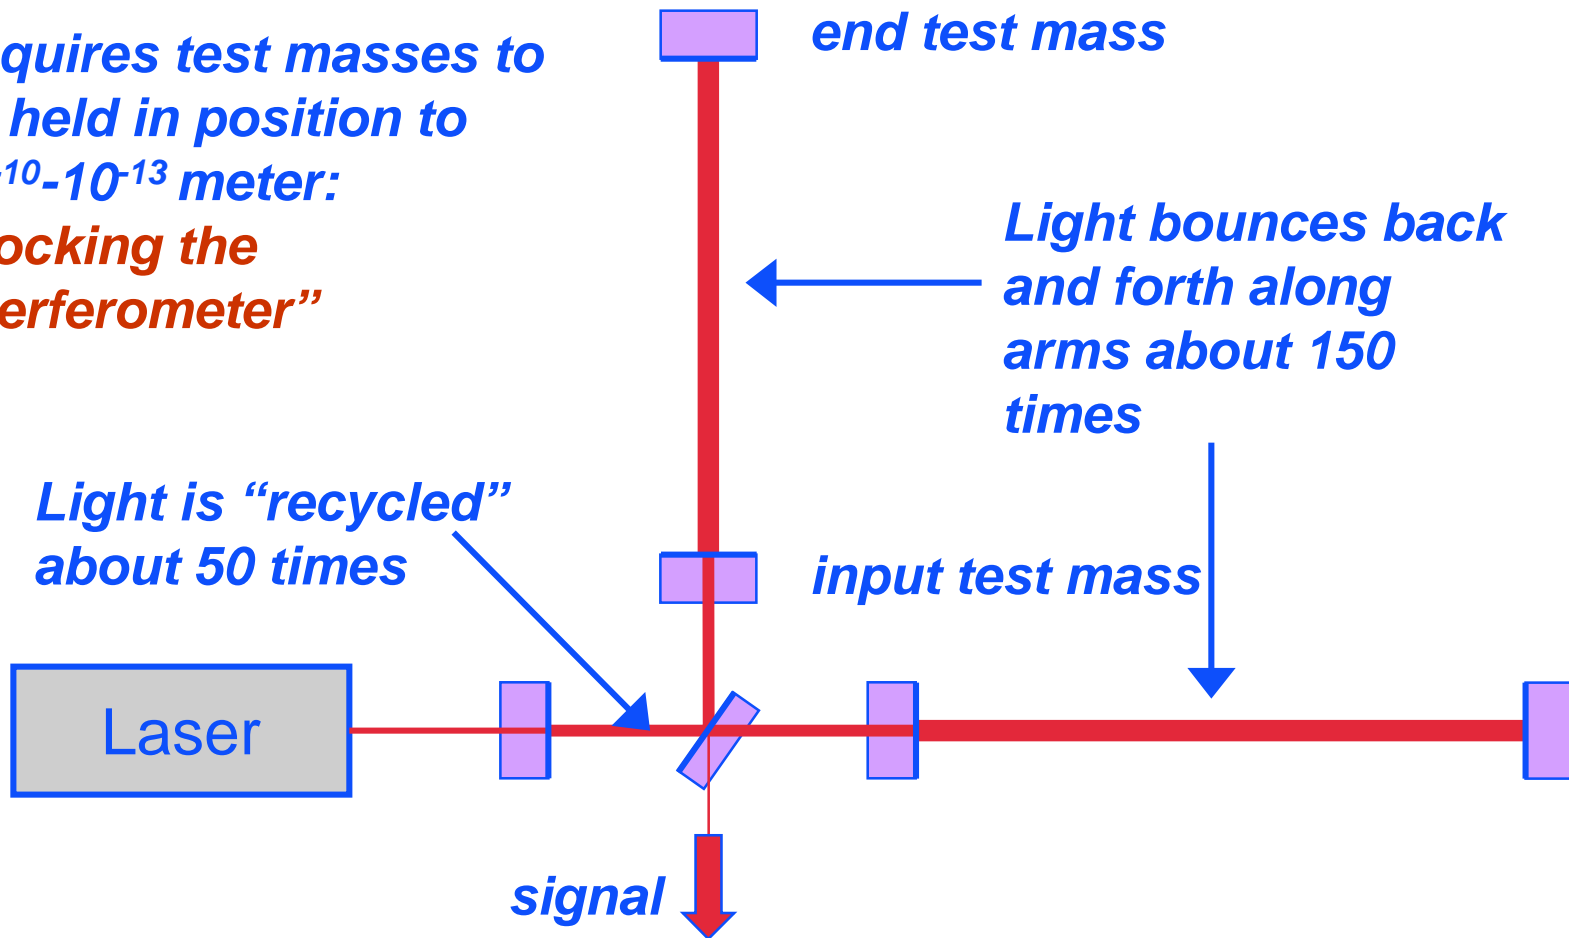 end test mass
quires test masses to
held in position to
10-10⁻¹³ meter:
ocking the
erferometer”
Light bounces back
and forth along
arms about 150
times
Light is “recycled”
about 50 times
input test mass
Laser
signal